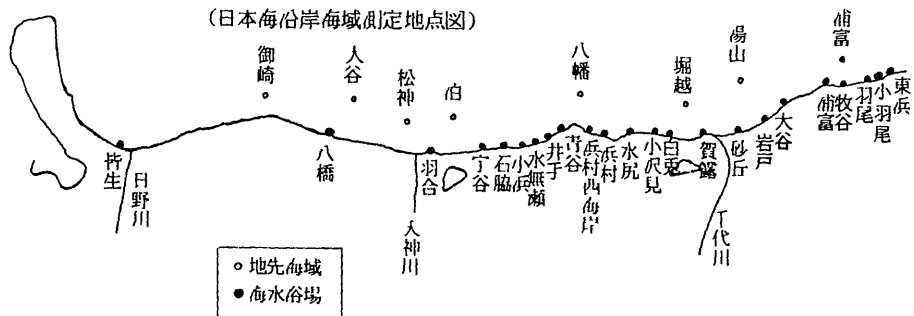 (日本海沿岸海域測定地点図)
御崎
八橋
松神
泊
八幡
堀越
湯山
浦富
皆生
日野川
八橋
羽合
天神川
宇谷
石脇
小浜
水無瀬
井手
青谷
浜村西海岸
浜村
水尻
小沢見
白兎
賀露
千代川
砂丘
岩戸
大谷
浦富
牧谷
羽尾
小羽尾
東浜
地先海域
海水浴場